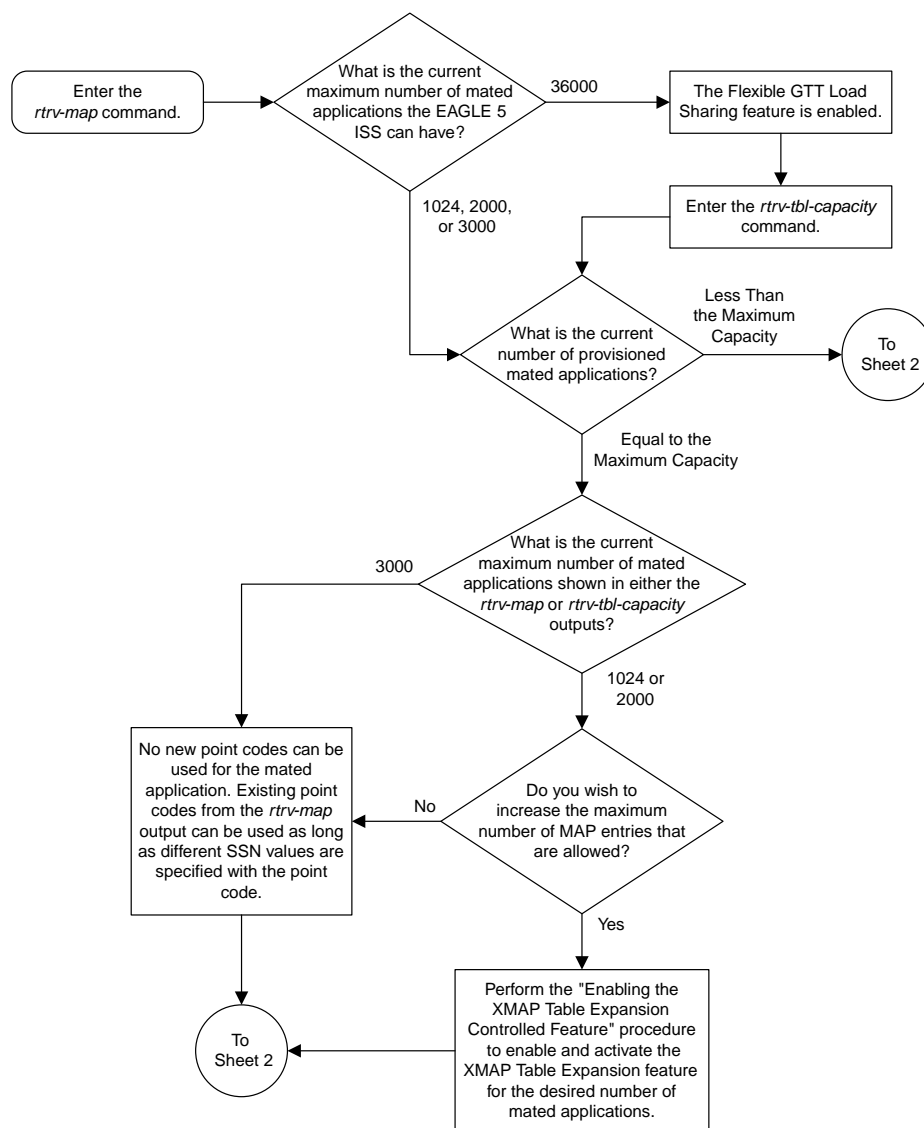 Enter the
rtrv-map command.
What is the current
maximum number of mated
applications the EAGLE 5
ISS can have?
36000
The Flexible GTT Load
Sharing feature is enabled.
1024, 2000,
or 3000
Enter the rtrv-tbl-capacity
command.
What is the current
number of provisioned
mated applications?
Less Than
the Maximum
Capacity
To
Sheet 2
Equal to the
Maximum Capacity
What is the current
maximum number of mated
applications shown in either the
rtrv-map or rtrv-tbl-capacity
outputs?
3000
1024 or
2000
No new point codes can be
used for the mated
application. Existing point
codes from the rtrv-map
output can be used as long
as different SSN values are
specified with the point
code.
No
Do you wish to
increase the maximum
number of MAP entries that
are allowed?
Yes
To
Sheet 2
Perform the "Enabling the
XMAP Table Expansion
Controlled Feature" procedure
to enable and activate the
XMAP Table Expansion feature
for the desired number of
mated applications.